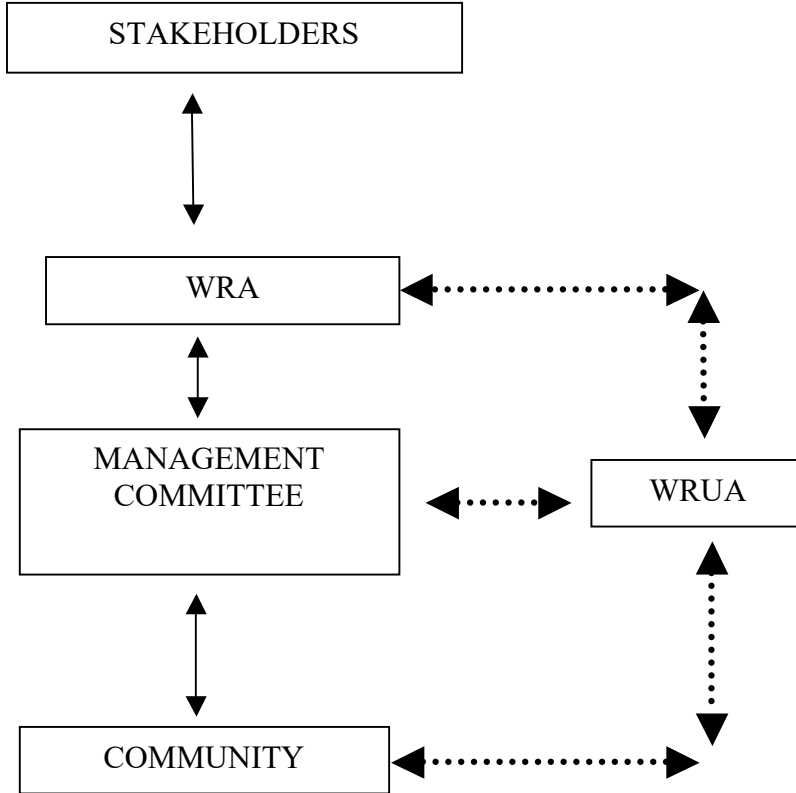 STAKEHOLDERS
WRA
MANAGEMENT
COMMITTEE
WRUA
COMMUNITY